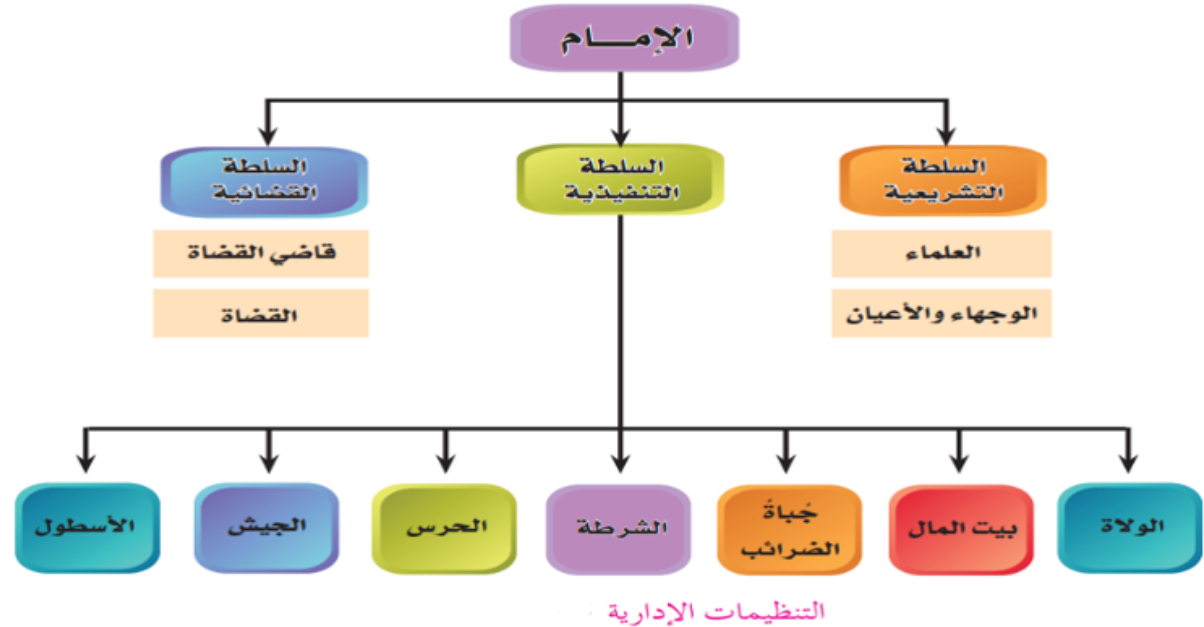 الإمـــام
السلطة
التشريعية
السلطة
التنفيذية
السلطة
القضائية
العلماء
قاضي القضاة
الوجهاء والأعيان
القضاة
الولاة
بيت المال
جُباةُ
الضرائب
الشرطة
الحرس
الجيش
الأسطول
التنظيمات الإدارية